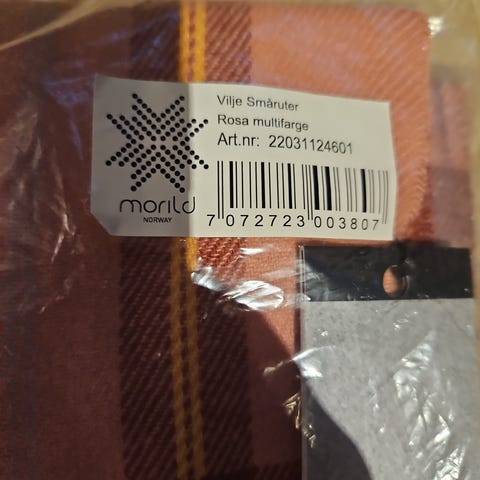 Vilje Småruter
Rosa multifarge
Art.nr: 22031124601
morild
NORWAY
7 072723 003807